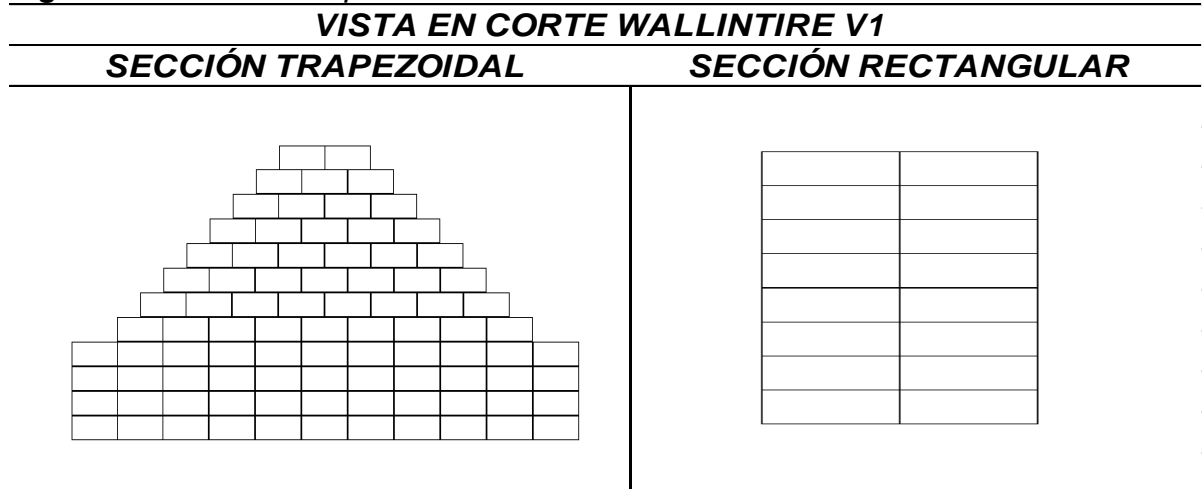 VISTA EN CORTE WALLINTIRE V1
SECCIÓN TRAPEZOIDAL
SECCIÓN RECTANGULAR